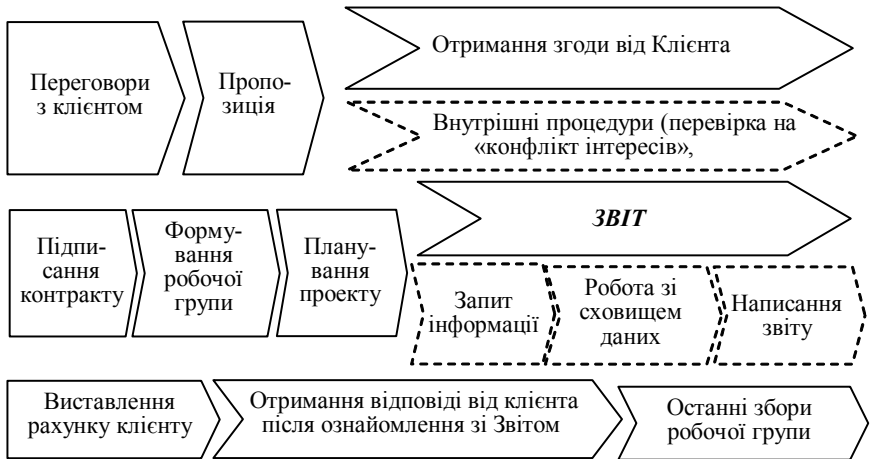 Переговори
з клієнтом
Пропо-
зиція
Отримання згоди від Клієнта
Внутрішні процедури (перевірка на
«конфлікт інтересів»,
Підпи-
сання
контракту
Форму-
вання
робочої
групи
Плану-
вання
проекту
ЗВІТ
Запит
інформації
Робота зі
сховищем
даних
Написання
звіту
Виставлення
рахунку клієнту
Отримання відповіді від клієнта
після ознайомлення зі Звітом
Останні збори
робочої групи